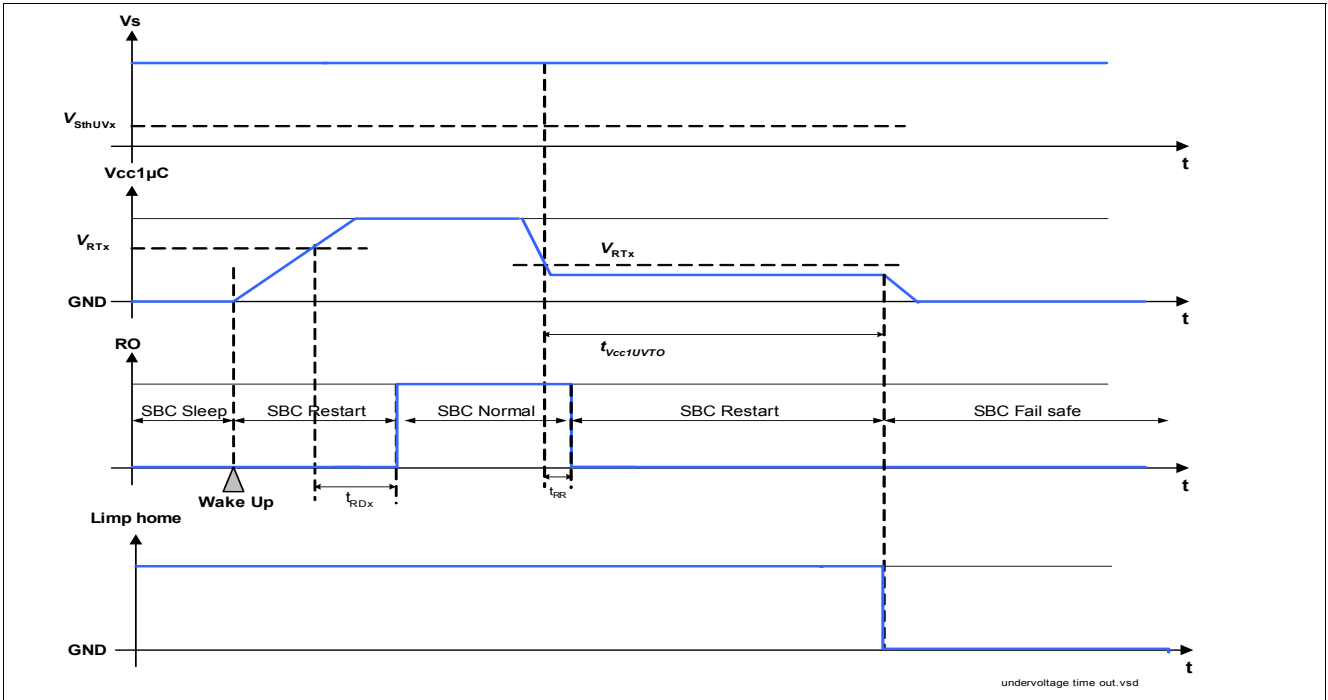 Vs
VSthUVx
t
Vcc1µC
VRTx
VRTx
GND
t
tVcc1UVTO
RO
SBC Sleep
SBC Restart
SBC Normal
SBC Restart
SBC Fail safe
t
Wake Up
tRDx
tRR
Limp home
GND
t
undervoltage time out.vsd